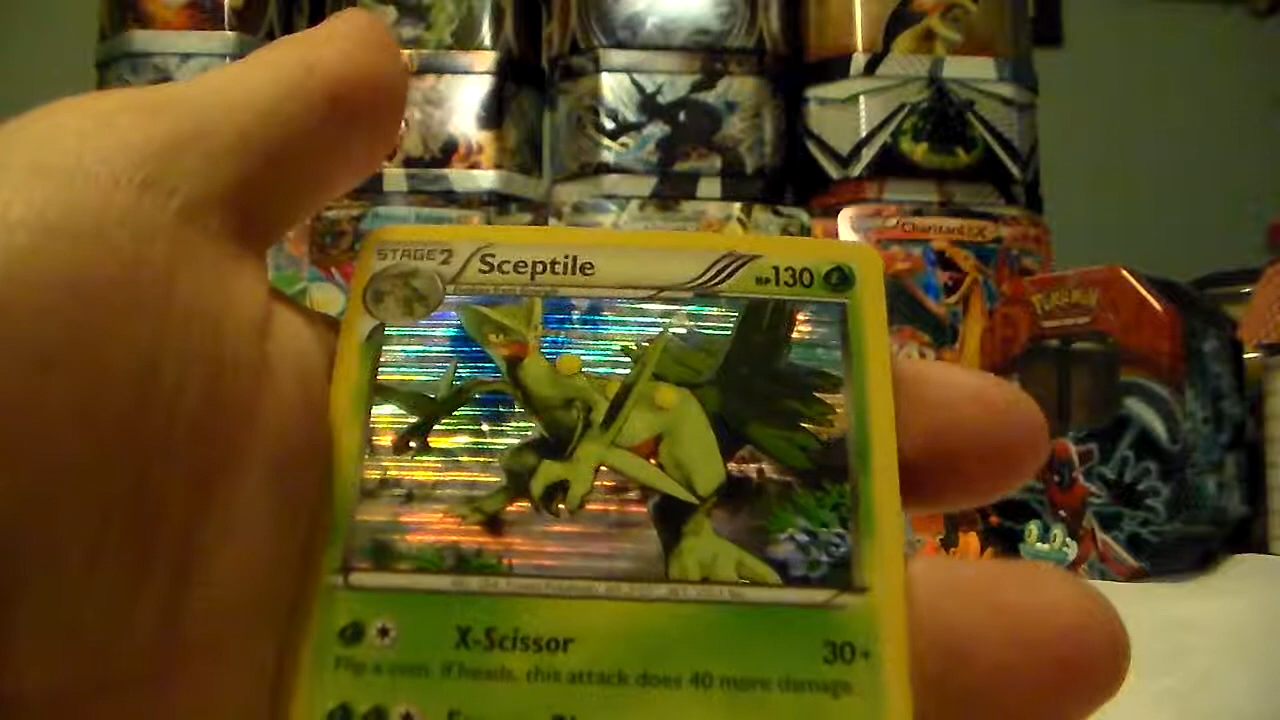 Charizard EX
POKÉMON
STAGE 2 Sceptile HP 130
X-Scissor 30+
Flip a coin. If heads, this attack does 40 more damage.